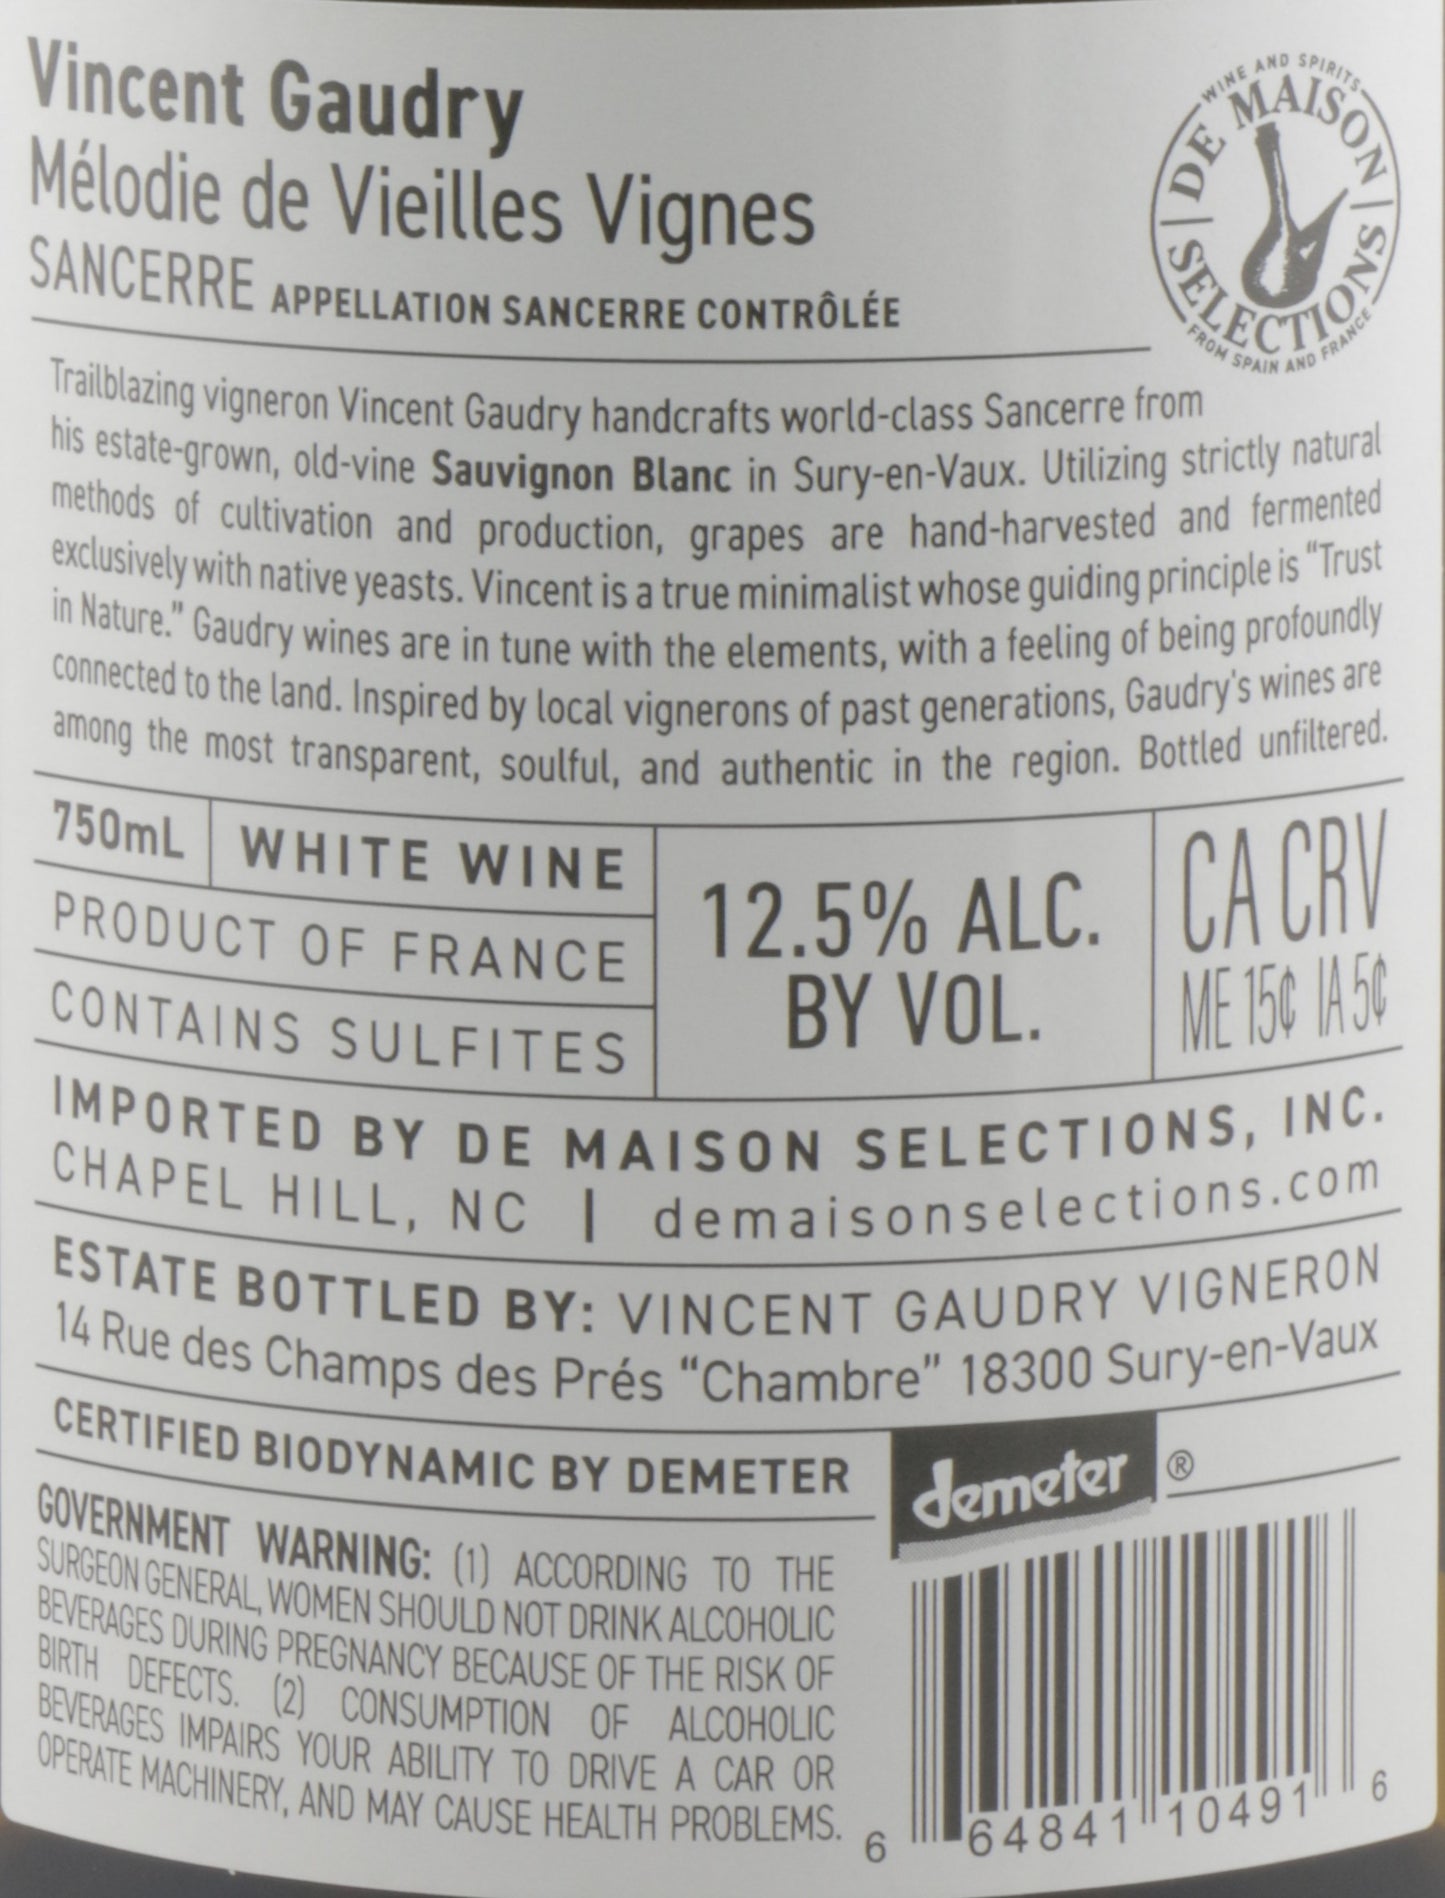 Vincent Gaudry
Mélodie de Vieilles Vignes
SANCERRE APPELLATION SANCERRE CONTRÔLÉE
WINE AND SPIRITS
DE MAISON
SELECTIONS
FROM SPAIN AND FRANCE
Trailblazing vigneron Vincent Gaudry handcrafts world-class Sancerre from
his estate-grown, old-vine Sauvignon Blanc in Sury-en-Vaux. Utilizing strictly natural
methods of cultivation and production, grapes are hand-harvested and fermented
exclusively with native yeasts. Vincent is a true minimalist whose guiding principle is “Trust
in Nature.” Gaudry wines are in tune with the elements, with a feeling of being profoundly
connected to the land. Inspired by local vignerons of past generations, Gaudry's wines are
among the most transparent, soulful, and authentic in the region. Bottled unfiltered.
750mL WHITE WINE
PRODUCT OF FRANCE
CONTAINS SULFITES
12.5% ALC.
BY VOL.
CA CRV
ME 15¢ IA 5¢
IMPORTED BY DE MAISON SELECTIONS, INC.
CHAPEL HILL, NC | demaisonselections.com
ESTATE BOTTLED BY: VINCENT GAUDRY VIGNERON
14 Rue des Champs des Prés “Chambre” 18300 Sury-en-Vaux
CERTIFIED BIODYNAMIC BY DEMETER
demeter ®
GOVERNMENT WARNING: (1) ACCORDING TO THE
SURGEON GENERAL, WOMEN SHOULD NOT DRINK ALCOHOLIC
BEVERAGES DURING PREGNANCY BECAUSE OF THE RISK OF
BIRTH DEFECTS. (2) CONSUMPTION OF ALCOHOLIC
BEVERAGES IMPAIRS YOUR ABILITY TO DRIVE A CAR OR
OPERATE MACHINERY, AND MAY CAUSE HEALTH PROBLEMS.
6 64841 10491 6